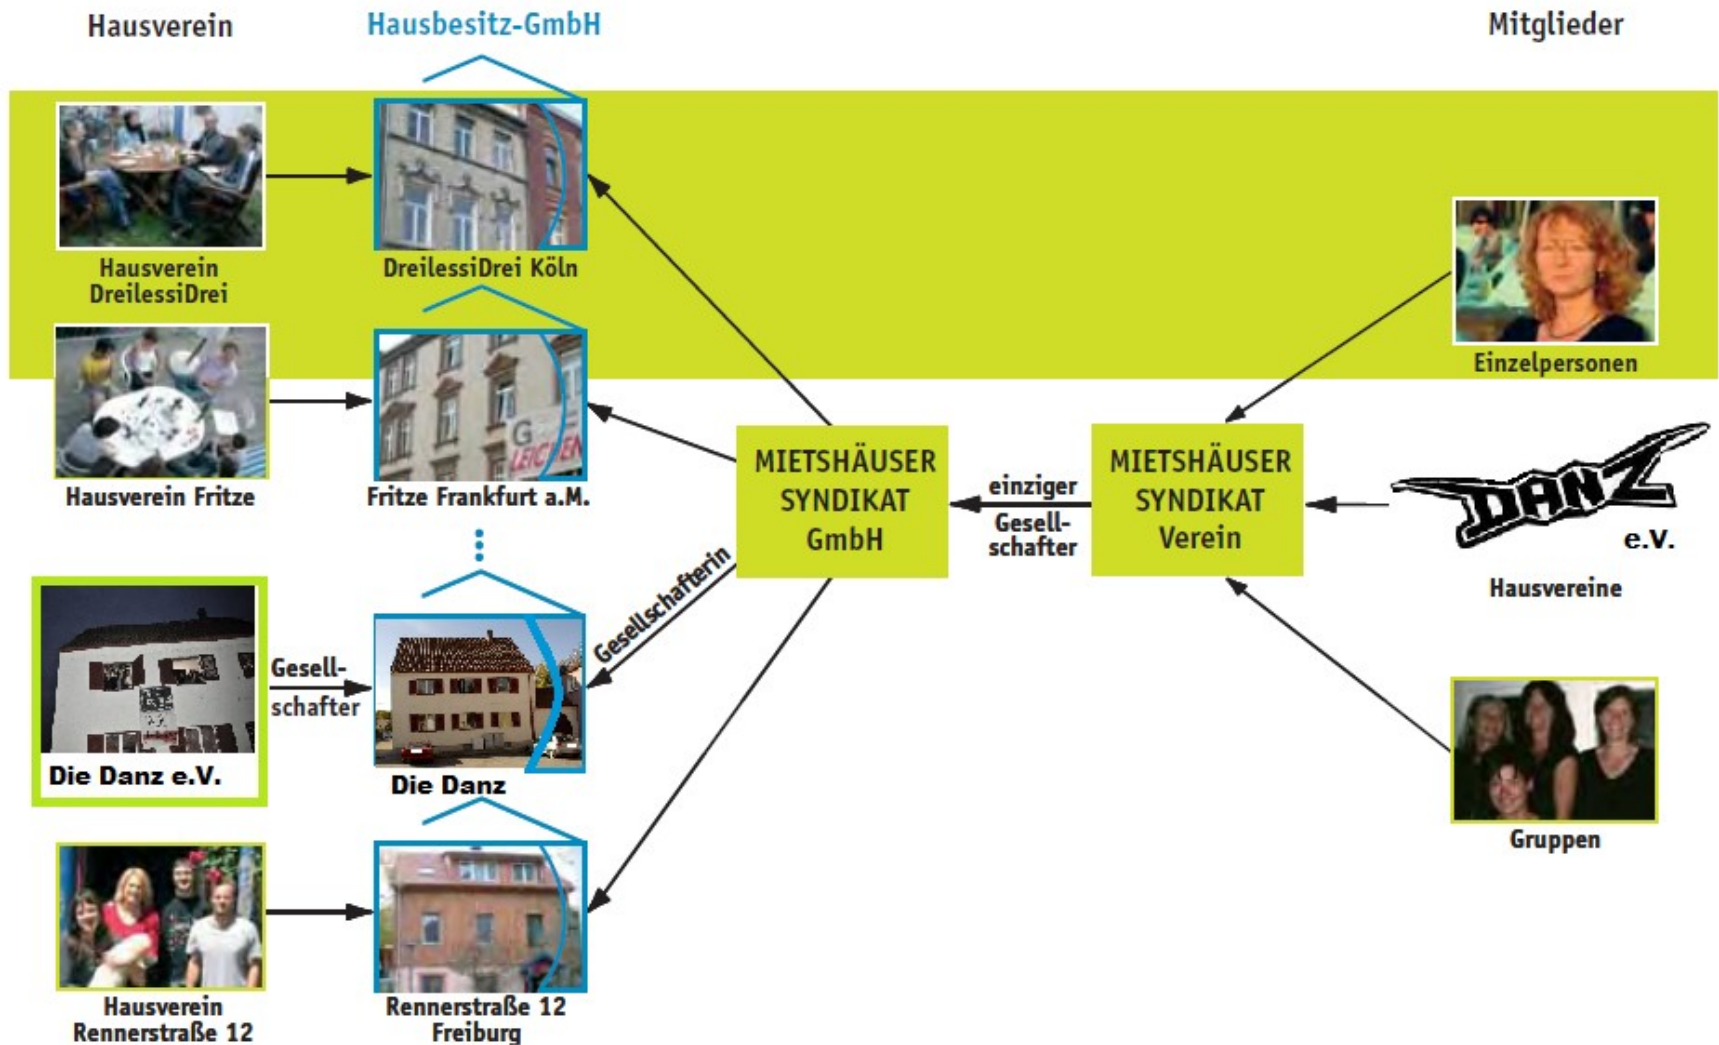 Hausverein
Hausbesitz-GmbH
Mitglieder
Hausverein
DreilessiDrei
DreilessiDrei Köln
Einzelpersonen
G
LEICHEN
Hausverein Fritze
Fritze Frankfurt a.M.
MIETSHÄUSER
SYNDIKAT
GmbH
einziger
Gesell-
schafter
MIETSHÄUSER
SYNDIKAT
Verein
DANZ
e.V.
Hausvereine
Gesellschafterin
Gesell-
schafter
Die Danz e.V.
Die Danz
Gruppen
Hausverein
Rennerstraße 12
Rennerstraße 12
Freiburg